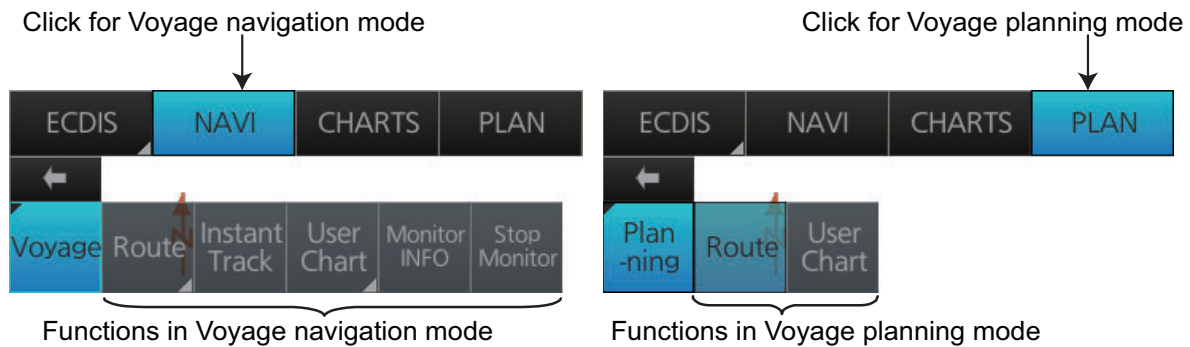 Click for Voyage navigation mode
Click for Voyage planning mode
ECDIS NAVI CHARTS PLAN
ECDIS NAVI CHARTS PLAN
Voyage Route Instant Track User Chart Monitor INFO Stop Monitor
Plan -ning Route User Chart
Functions in Voyage navigation mode
Functions in Voyage planning mode